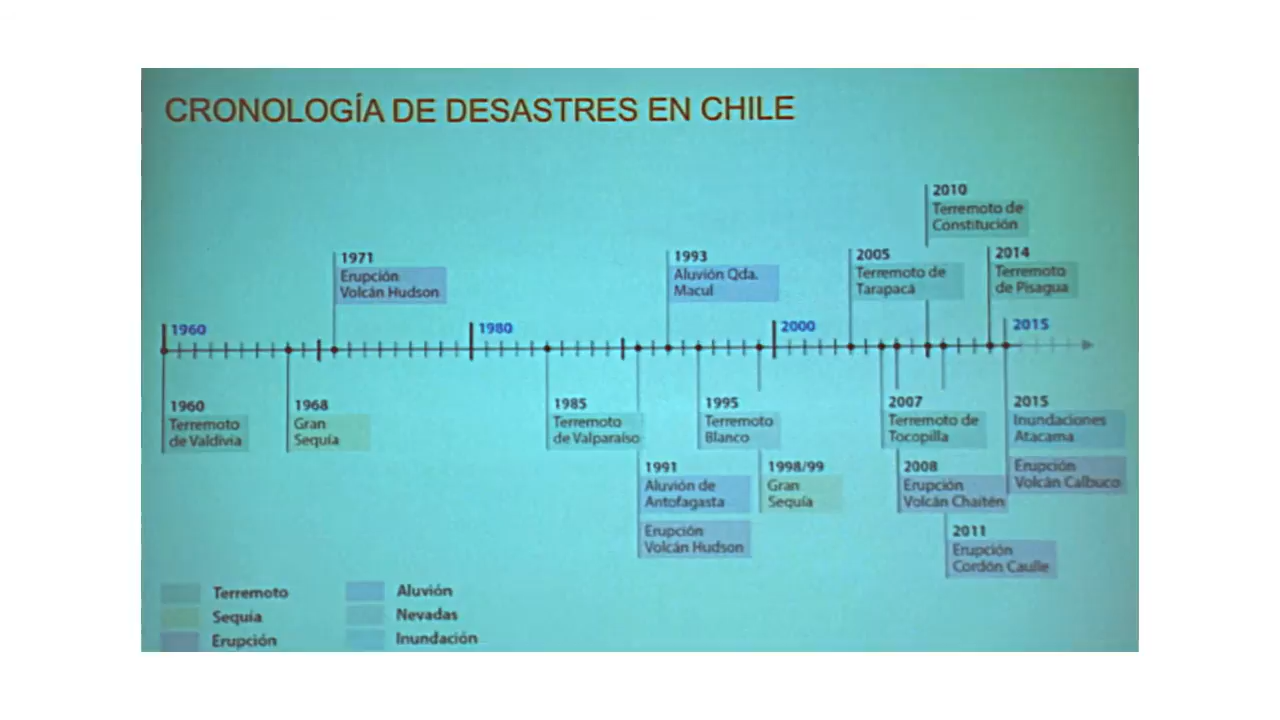 CRONOLOGÍA DE DESASTRES EN CHILE
2010
Terremoto de
Constitución
1971
Erupción
Volcán Hudson
1993
Aluvión Qda.
Macul
2005
Terremoto de
Tarapacá
2014
Terremoto
de Pisagua
1960
1980
2000
2015
1960
Terremoto
de Valdivia
1968
Gran
Sequía
1985
Terremoto
de Valparaíso
1991
Aluvión de
Antofagasta
Erupción
Volcán Hudson
1995
Terremoto
Blanco
1998/99
Gran
Sequía
2007
Terremoto de
Tocopilla
2008
Erupción
Volcán Chaitén
2011
Erupción
Cordón Caulle
2015
Inundaciones
Atacama
Erupción
Volcán Calbuco
Terremoto
Sequía
Erupción
Aluvión
Nevadas
Inundación